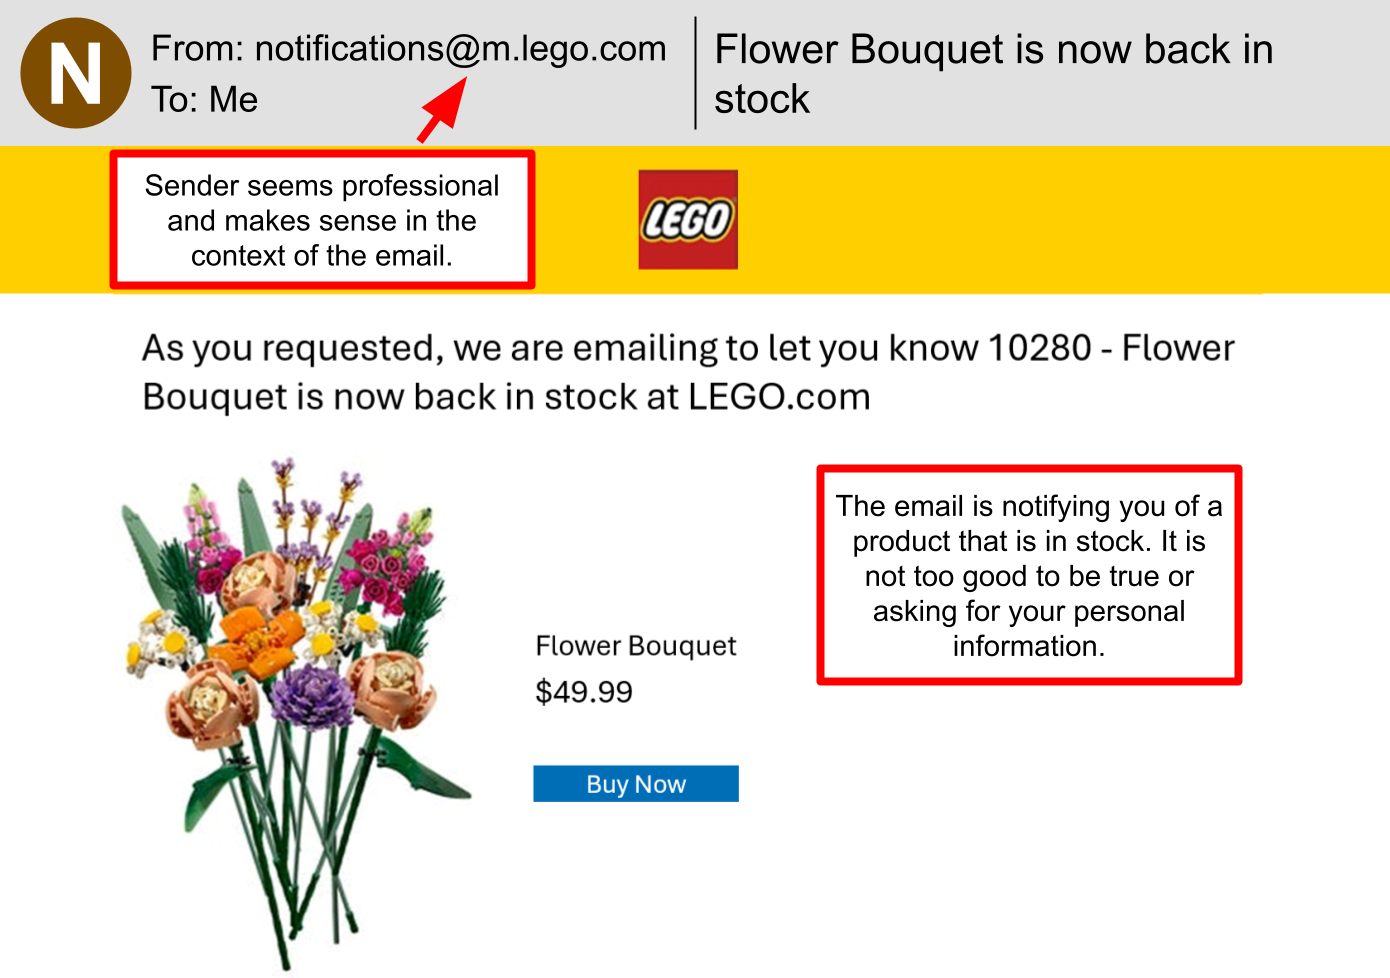 N
From: notifications@m.lego.com
To: Me
Flower Bouquet is now back in
stock
Sender seems professional
and makes sense in the
context of the email.
LEGO
As you requested, we are emailing to let you know 10280 - Flower
Bouquet is now back in stock at LEGO.com
The email is notifying you of a
product that is in stock. It is
not too good to be true or
asking for your personal
information.
Flower Bouquet
$49.99
Buy Now